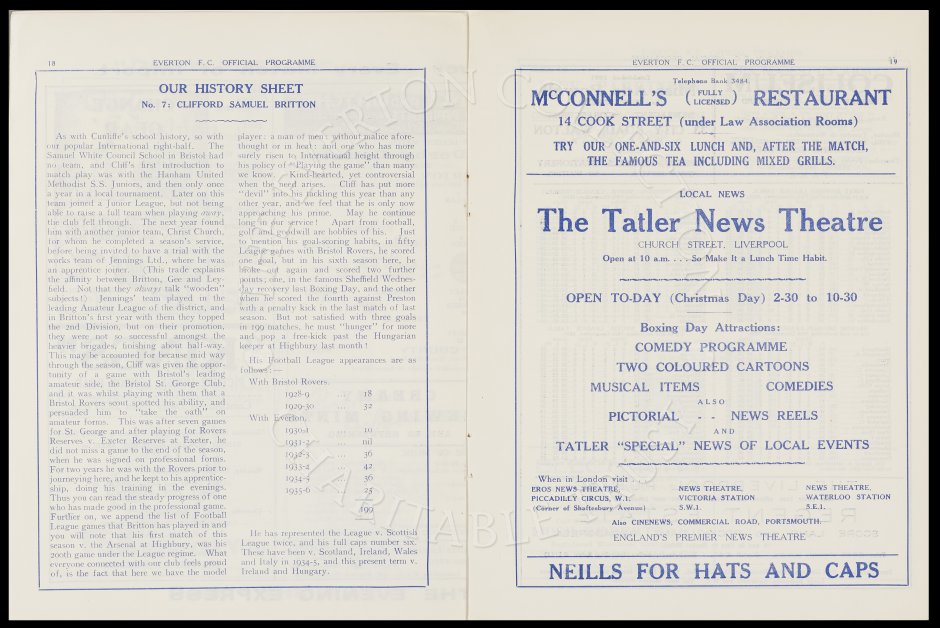 18
EVERTON F.C. OFFICIAL PROGRAMME
OUR HISTORY SHEET
No. 7: CLIFFORD SAMUEL BRITTON
As with Cunliffe's school history, so with
our popular International right-half. The
Samuel White Council School in Bristol had
no team, and Cliff's first introduction to
match play was with the Hanham United
Methodist S.S. Juniors, and then only once
a year in a local tournament. Later on this
team joined a Junior League, but not being
able to raise a full team when playing away,
the club fell through. The next year found
him with another junior team, Christ Church,
for whom he completed a season's service,
before being invited to have a trial with the
works team of Jennings Ltd., where he was
an apprentice joiner. (This trade explains
the affinity between Britton, Gee and Ley-
field. Not that they always talk "wooden"
subjects!) Jennings' team played in the
leading Amateur League of the district, and
in Britton's first year with them they topped
the 2nd Division, but on their promotion,
they were not so successful amongst the
heavier brigades, finishing about half-way.
This may be accounted for because mid way
through the season, Cliff was given the oppor-
tunity of a game with Bristol's leading
amateur side, the Bristol St. George Club,
and it was whilst playing with them that a
Bristol Rovers scout spotted his ability, and
persuaded him to "take the oath" on
amateur forms. This was after seven games
for St. George and after playing for Rovers
Reserves v. Exeter Reserves at Exeter, he
did not miss a game to the end of the season,
when he was signed on professional forms.
For two years he was with the Rovers prior to
journeying here, and he kept to his apprentice-
ship, doing his training in the evenings.
Thus you can read the steady progress of one
who has made good in the professional game.
Further on, we append the list of Football
League games that Britton has played in and
you will note that his first match of this
season v. the Arsenal at Highbury, was his
200th game under the League regime. What
everyone connected with our club feels proud
of, is the fact that here we have the model
player: a man of men: without malice afore-
thought or in heat: and one who has more
surely risen to International height through
his policy of "Playing the game" than many
we know. Kind-hearted, yet controversial
when the need arises. Cliff has put more
"devil" into his tackling this year than any
other year, and we feel that he is only now
approaching his prime. May he continue
long in our service! Apart from football,
golf and goodwill are hobbies of his. Just
to mention his goal-scoring habits, in fifty
League games with Bristol Rovers, he scored
one goal, but in his sixth season here, he
broke out again and scored two further
points; one, in the famous Sheffield Wednes-
day recovery last Boxing Day, and the other
when he scored the fourth against Preston
with a penalty kick in the last match of last
season. But not satisfied with three goals
in 199 matches, he must "hunger" for more
and pop a free-kick past the Hungarian
keeper at Highbury last month!
His Football League appearances are as
follows:—
With Bristol Rovers.
1928-9 ... 18
1929-30 ... 32
With Everton.
1930-1 ... 10
1931-2 ... nil
1932-3 ... 36
1933-4 ... 42
1934-5 ... 36
1935-6 ... 25
199
He has represented the League v. Scottish
League twice, and his full caps number six.
These have been v. Scotland, Ireland, Wales
and Italy in 1934-5, and this present term v.
Ireland and Hungary.
EVERTON F.C. OFFICIAL PROGRAMME
19
Telephone Bank 3484.
McCONNELL'S (FULLY LICENSED) RESTAURANT
14 COOK STREET (under Law Association Rooms)
TRY OUR ONE-AND-SIX LUNCH AND, AFTER THE MATCH,
THE FAMOUS TEA INCLUDING MIXED GRILLS.
LOCAL NEWS
The Tatler News Theatre
CHURCH STREET, LIVERPOOL
Open at 10 a.m. . . . So Make It a Lunch Time Habit.
OPEN TO-DAY (Christmas Day) 2-30 to 10-30
Boxing Day Attractions:
COMEDY PROGRAMME
TWO COLOURED CARTOONS
MUSICAL ITEMS COMEDIES
ALSO
PICTORIAL - - NEWS REELS
AND
TATLER "SPECIAL" NEWS OF LOCAL EVENTS
When in London visit
EROS NEWS THEATRE, NEWS THEATRE, NEWS THEATRE,
PICCADILLY CIRCUS, W.1. VICTORIA STATION WATERLOO STATION
(Corner of Shaftesbury Avenue) S.W.1. S.E.1.
Also CINENEWS, COMMERCIAL ROAD, PORTSMOUTH.
ENGLAND'S PREMIER NEWS THEATRE
NEILLS FOR HATS AND CAPS